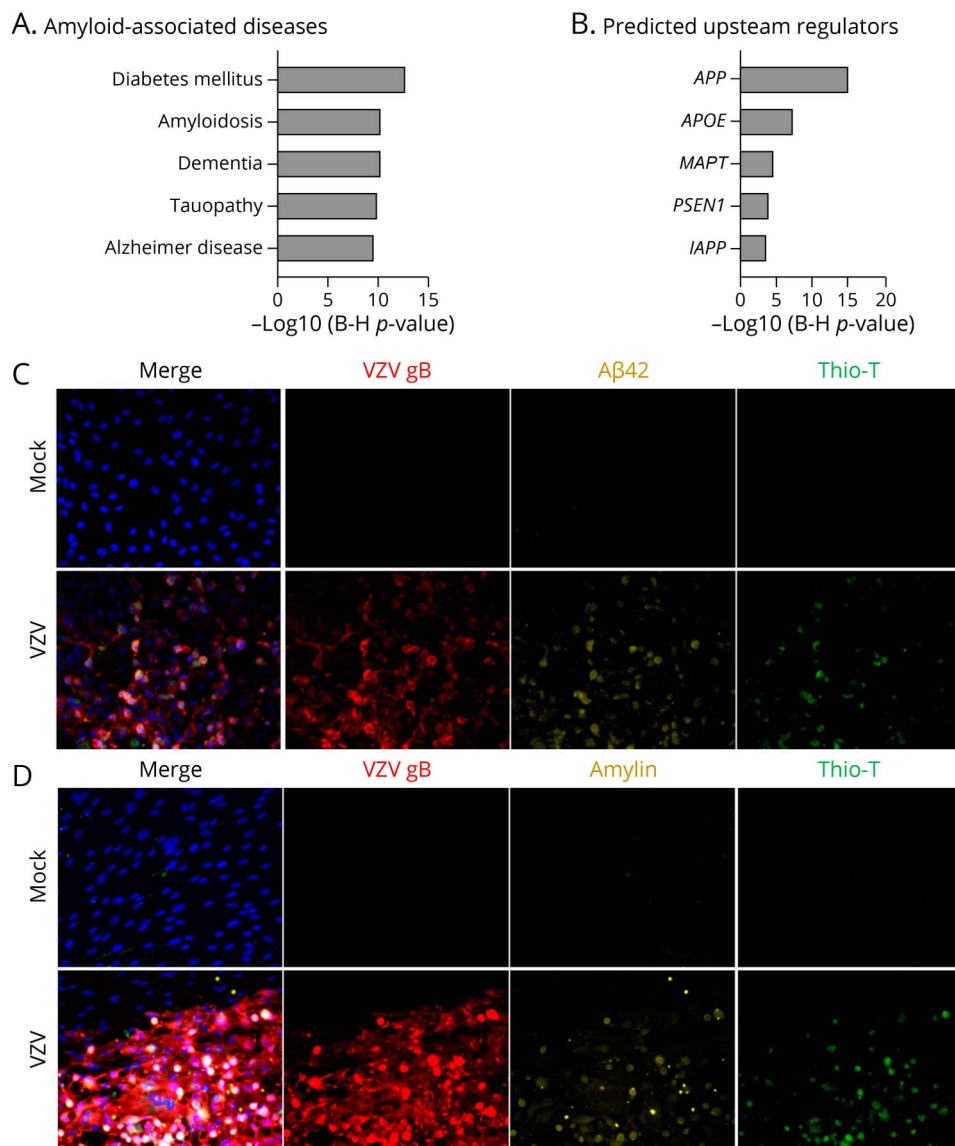 A. Amyloid-associated diseases
Diabetes mellitus
Amyloidosis
Dementia
Tauopathy
Alzheimer disease
0 5 10 15
–Log10 (B-H p-value)
B. Predicted upsteam regulators
APP
APOE
MAPT
PSEN1
IAPP
0 5 10 15 20
–Log10 (B-H p-value)
C
Merge VZV gB Aβ42 Thio-T
Mock
VZV
D
Merge VZV gB Amylin Thio-T
Mock
VZV